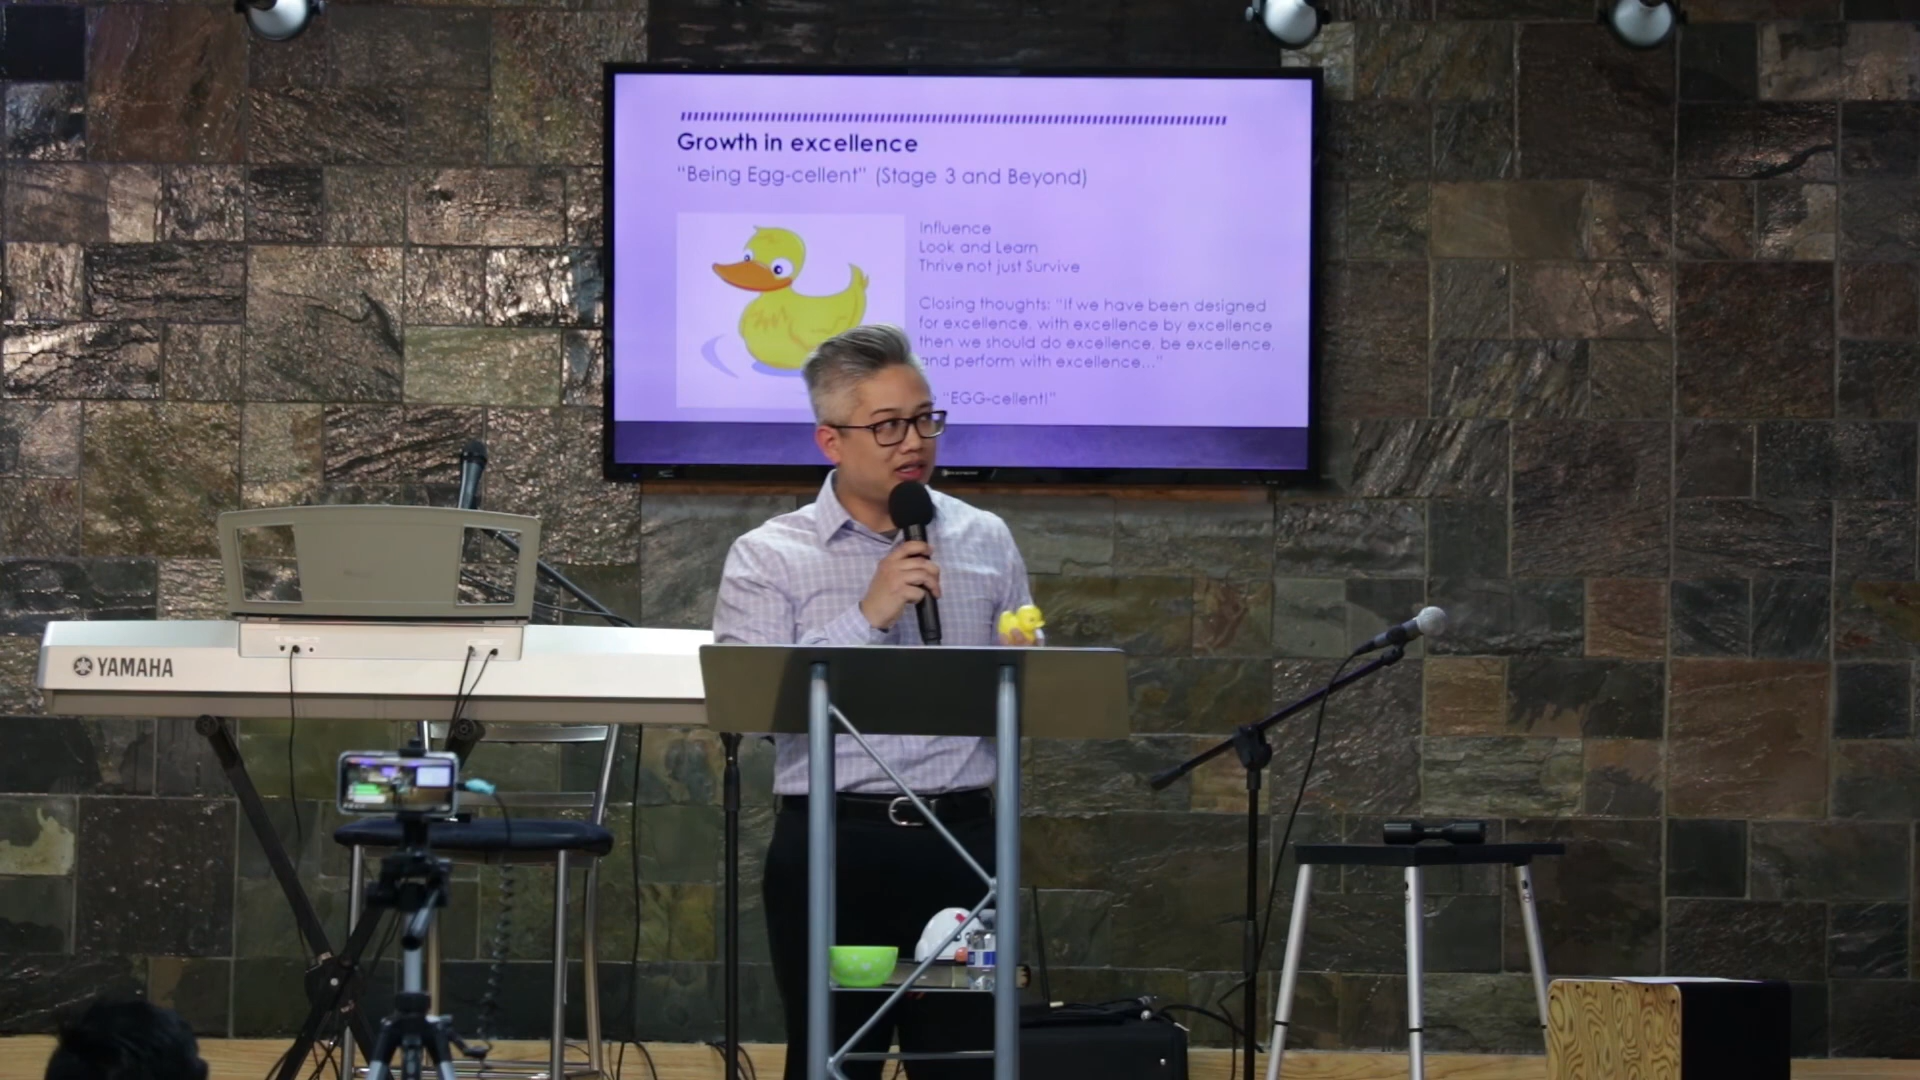 Growth in excellence
“Being Egg-cellent” (Stage 3 and Beyond)
Influence
Look and Learn
Thrive not just Survive
Closing thoughts: “If we have been designed
for excellence, with excellence by excellence
then we should do excellence, be excellence,
and perform with excellence...”
“EGG-cellent!”
YAMAHA